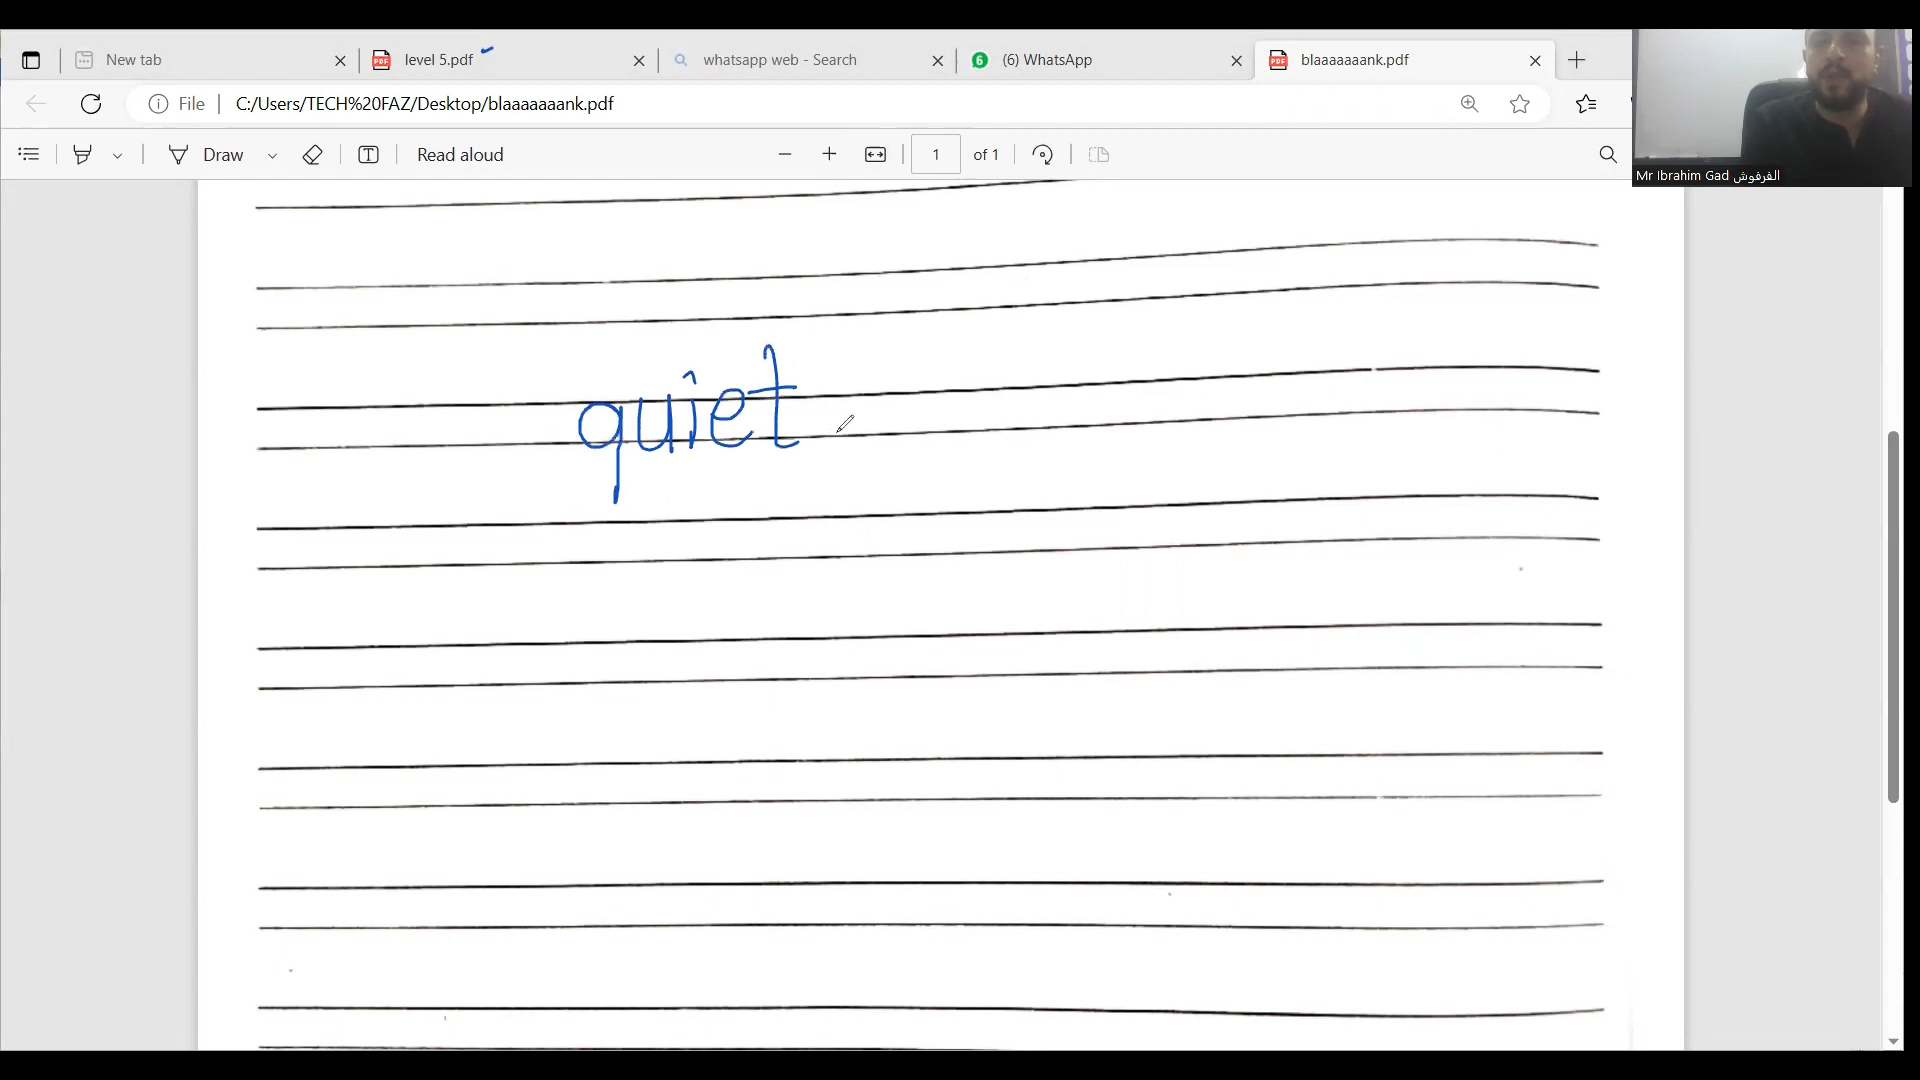 New tab
level 5.pdf
whatsapp web - Search
6 (6) WhatsApp
blaaaaaaank.pdf
File C:/Users/TECH%20FAZ/Desktop/blaaaaaaank.pdf
Draw
Read aloud
1 of 1
Mr Ibrahim Gad الفرفوش
quiet